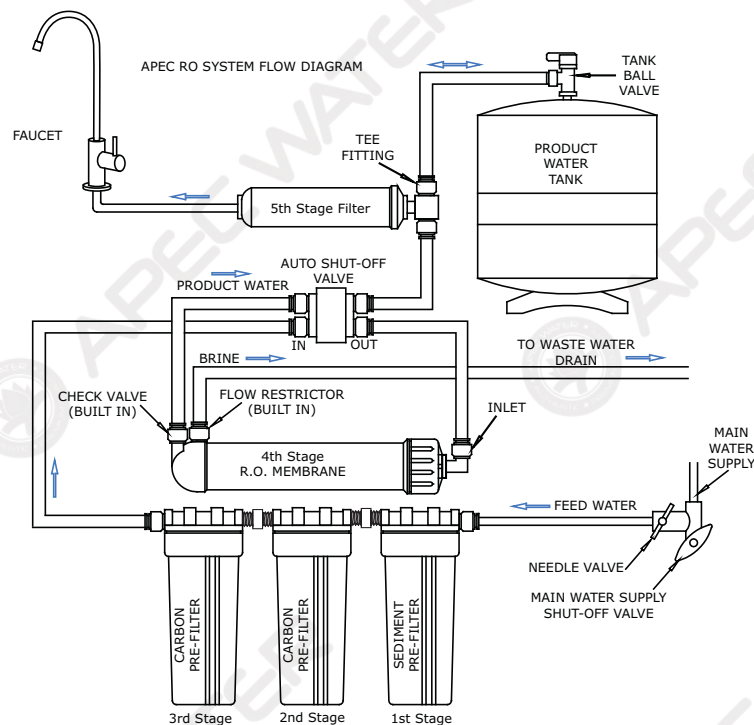 APEC RO SYSTEM FLOW DIAGRAM
TANK
BALL
VALVE
FAUCET
TEE
FITTING
PRODUCT
WATER
TANK
5th Stage Filter
AUTO SHUT-OFF
VALVE
PRODUCT WATER
IN
OUT
BRINE
TO WASTE WATER
DRAIN
CHECK VALVE
(BUILT IN)
FLOW RESTRICTOR
(BUILT IN)
INLET
4th Stage
R.O. MEMBRANE
MAIN
WATER
SUPPLY
FEED WATER
NEEDLE VALVE
MAIN WATER SUPPLY
SHUT-OFF VALVE
CARBON
PRE-FILTER
CARBON
PRE-FILTER
SEDIMENT
PRE-FILTER
3rd Stage
2nd Stage
1st Stage
APEC WATER